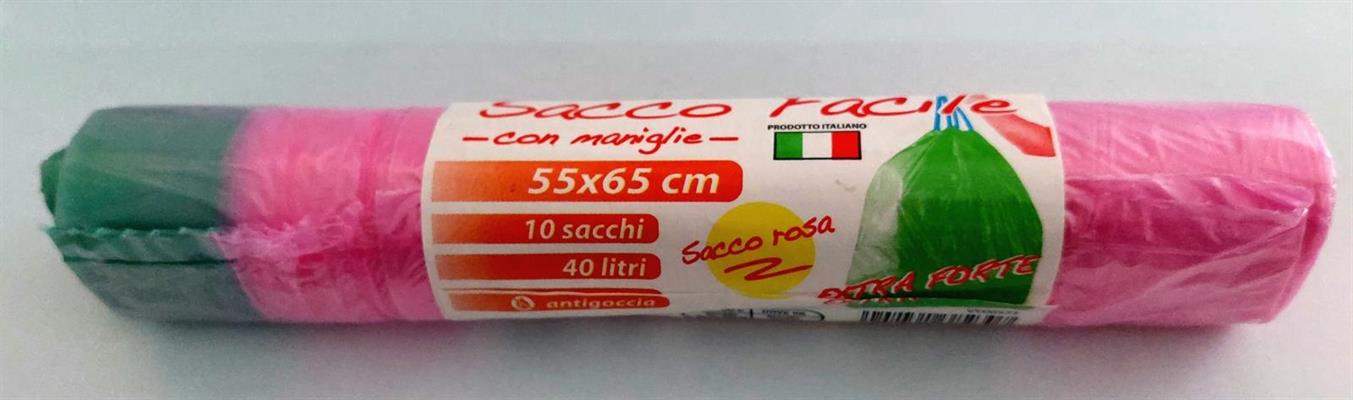 Sacco Facile
-con maniglie-
PRODOTTO ITALIANO
55x65 cm
10 sacchi
40 litri
antigoccia
Sacco rosa
EXTRA FORTE